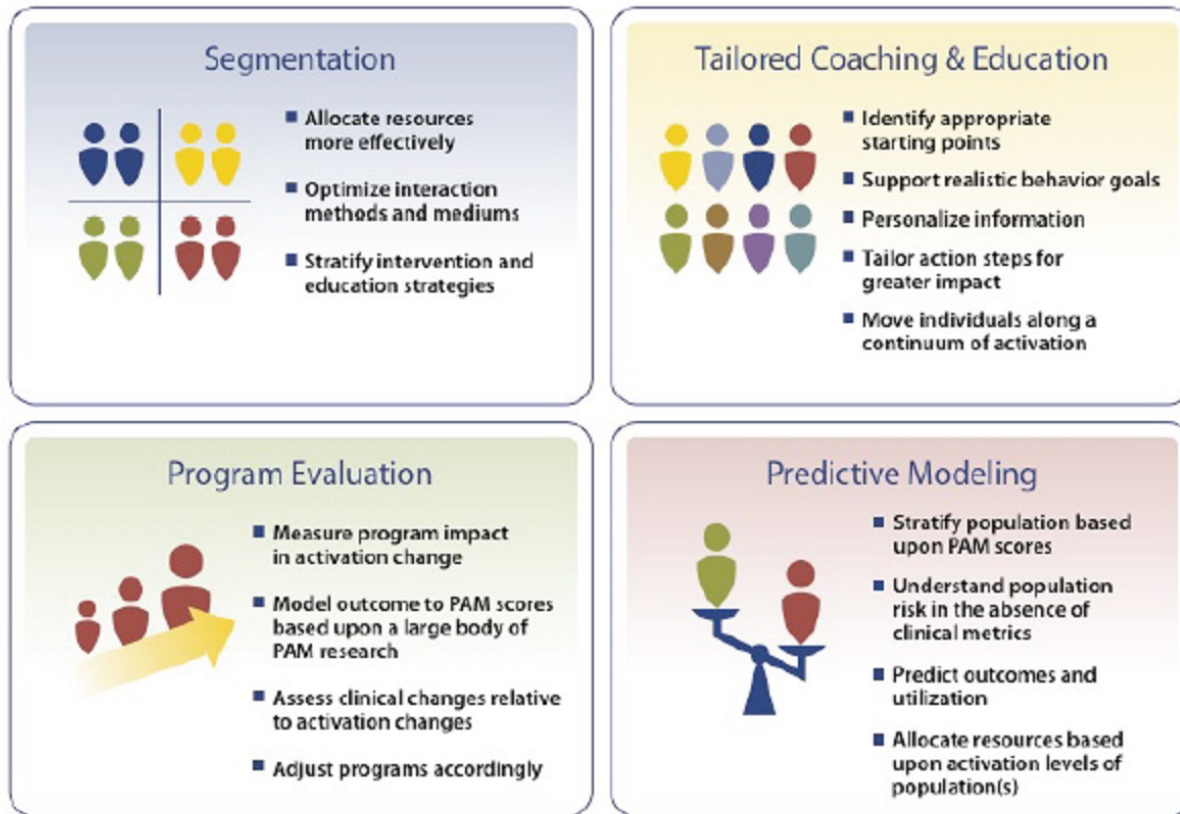 Segmentation
■ Allocate resources
more effectively
■ Optimize interaction
methods and mediums
■ Stratify intervention and
education strategies
Tailored Coaching & Education
■ Identify appropriate
starting points
■ Support realistic behavior goals
■ Personalize information
■ Tailor action steps for
greater impact
■ Move individuals along a
continuum of activation
Program Evaluation
■ Measure program impact
in activation change
■ Model outcome to PAM scores
based upon a large body of
PAM research
■ Assess clinical changes relative
to activation changes
■ Adjust programs accordingly
Predictive Modeling
■ Stratify population based
upon PAM scores
■ Understand population
risk in the absence of
clinical metrics
■ Predict outcomes and
utilization
■ Allocate resources based
upon activation levels of
population(s)